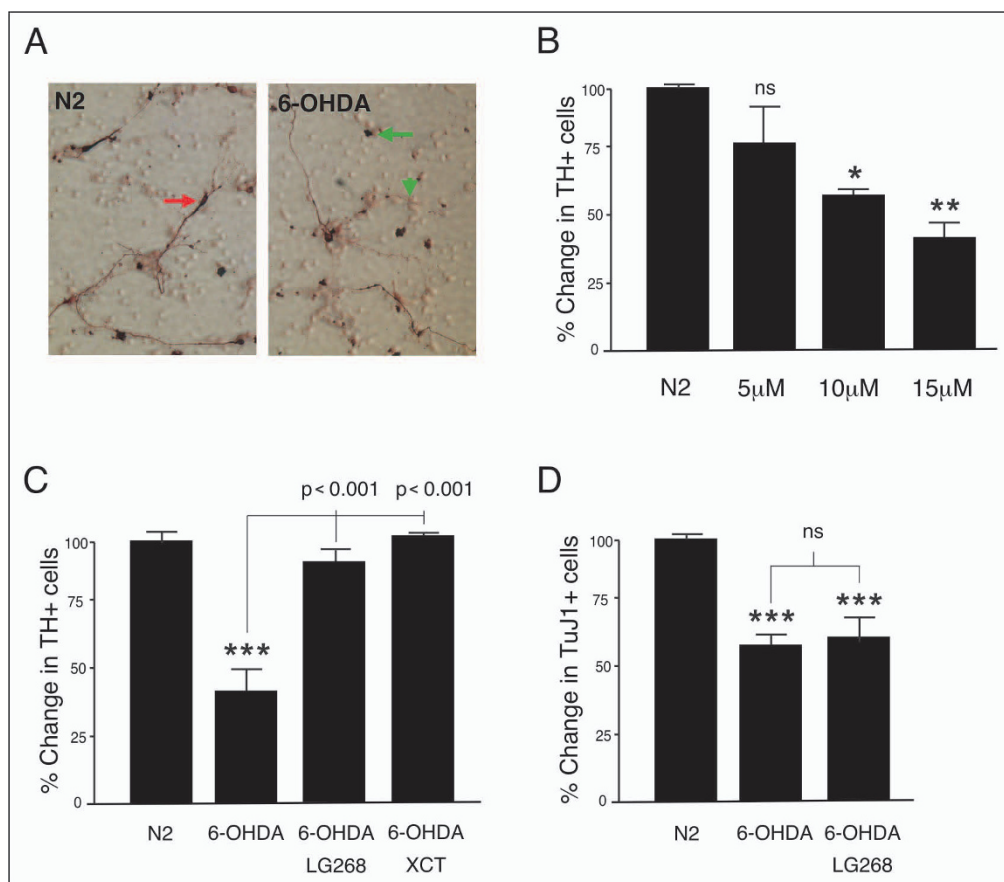 A
N2
6-OHDA
B
% Change in TH+ cells
100
75
50
25
0
ns
*
**
N2 5μM 10μM 15μM
C
% Change in TH+ cells
100
75
50
25
0
p< 0.001 p< 0.001
***
N2 6-OHDA 6-OHDA 6-OHDA
LG268 XCT
D
% Change in TuJ1+ cells
100
75
50
25
0
ns
*** ***
N2 6-OHDA 6-OHDA
LG268